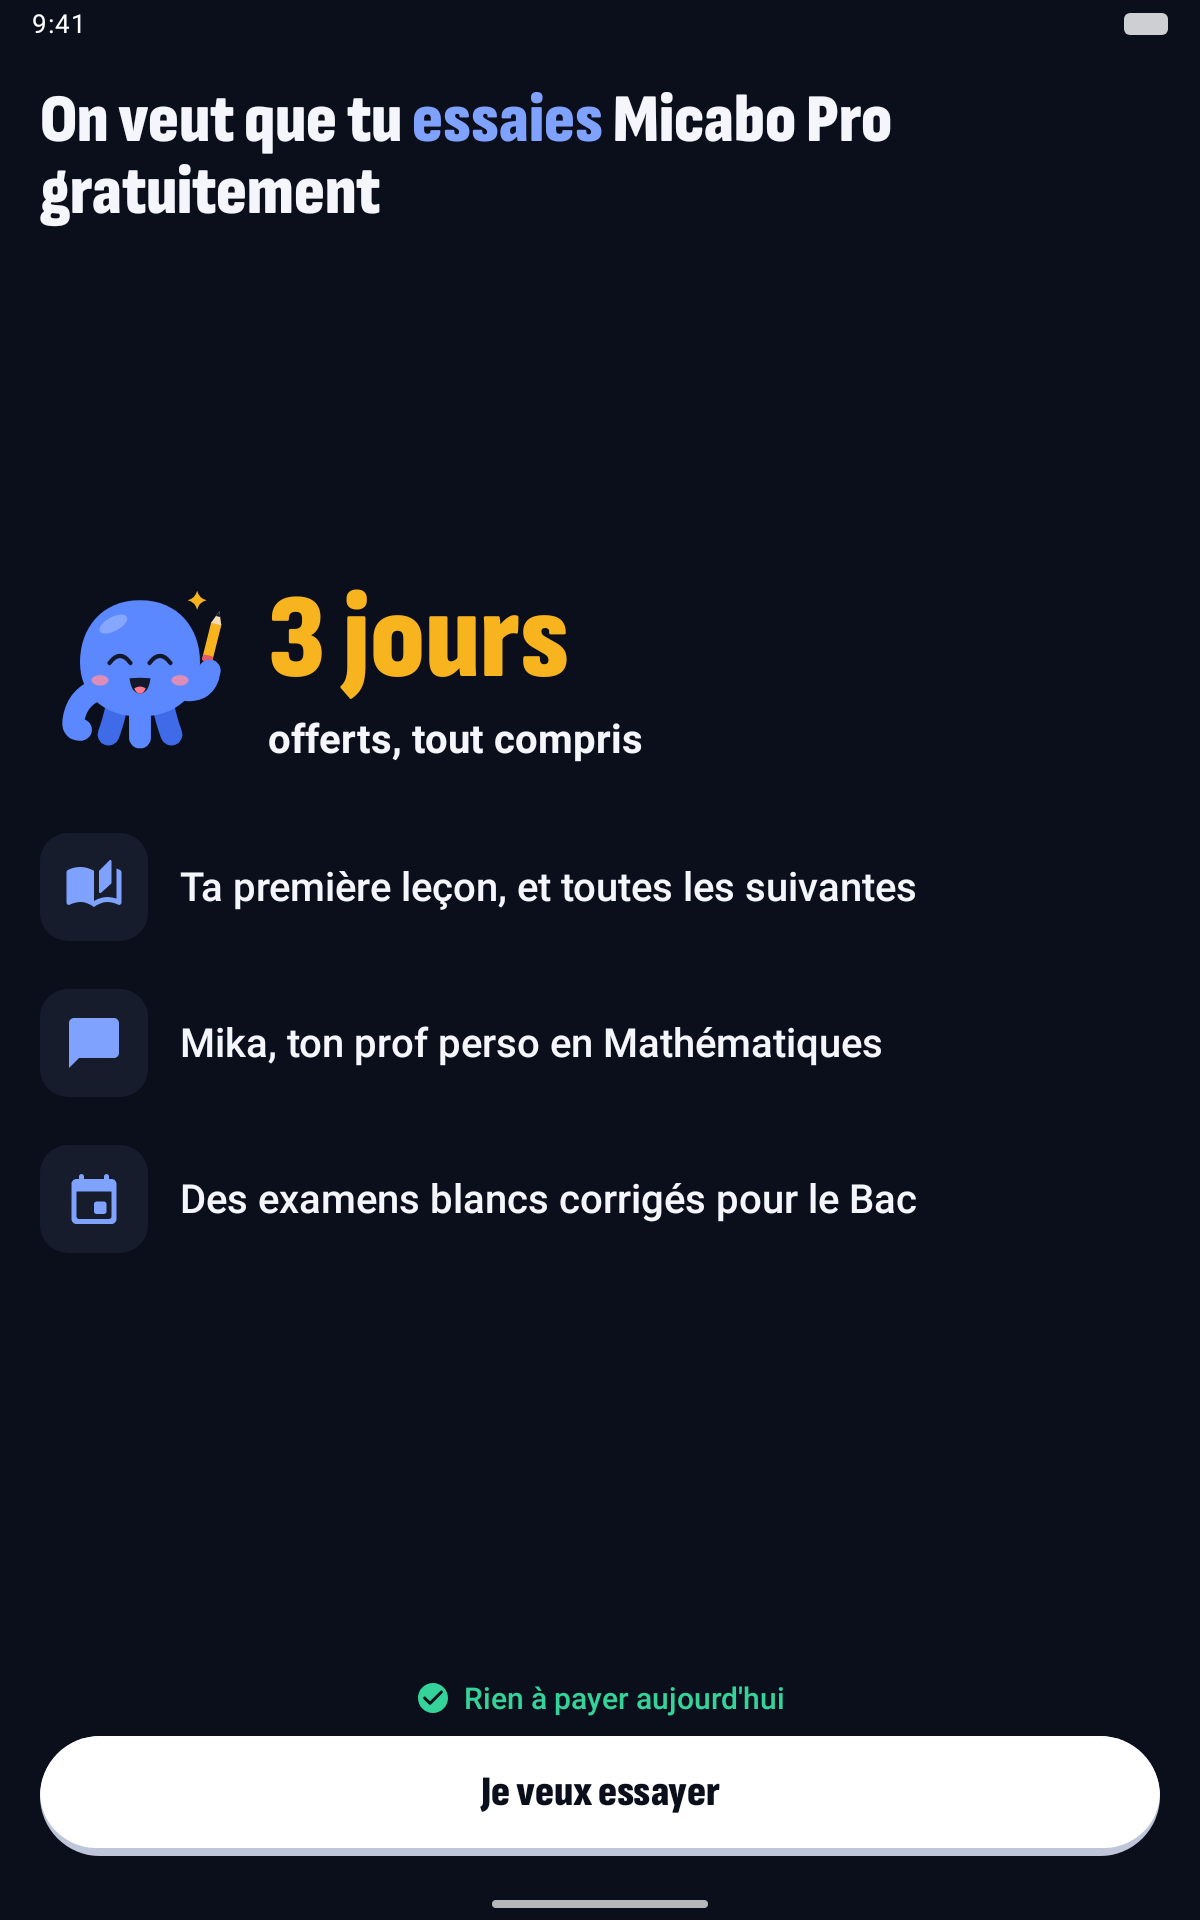 9:41
On veut que tu essaies Micabo Pro
gratuitement
3 jours
offerts, tout compris
Ta première leçon, et toutes les suivantes
Mika, ton prof perso en Mathématiques
Des examens blancs corrigés pour le Bac
Rien à payer aujourd'hui
Je veux essayer